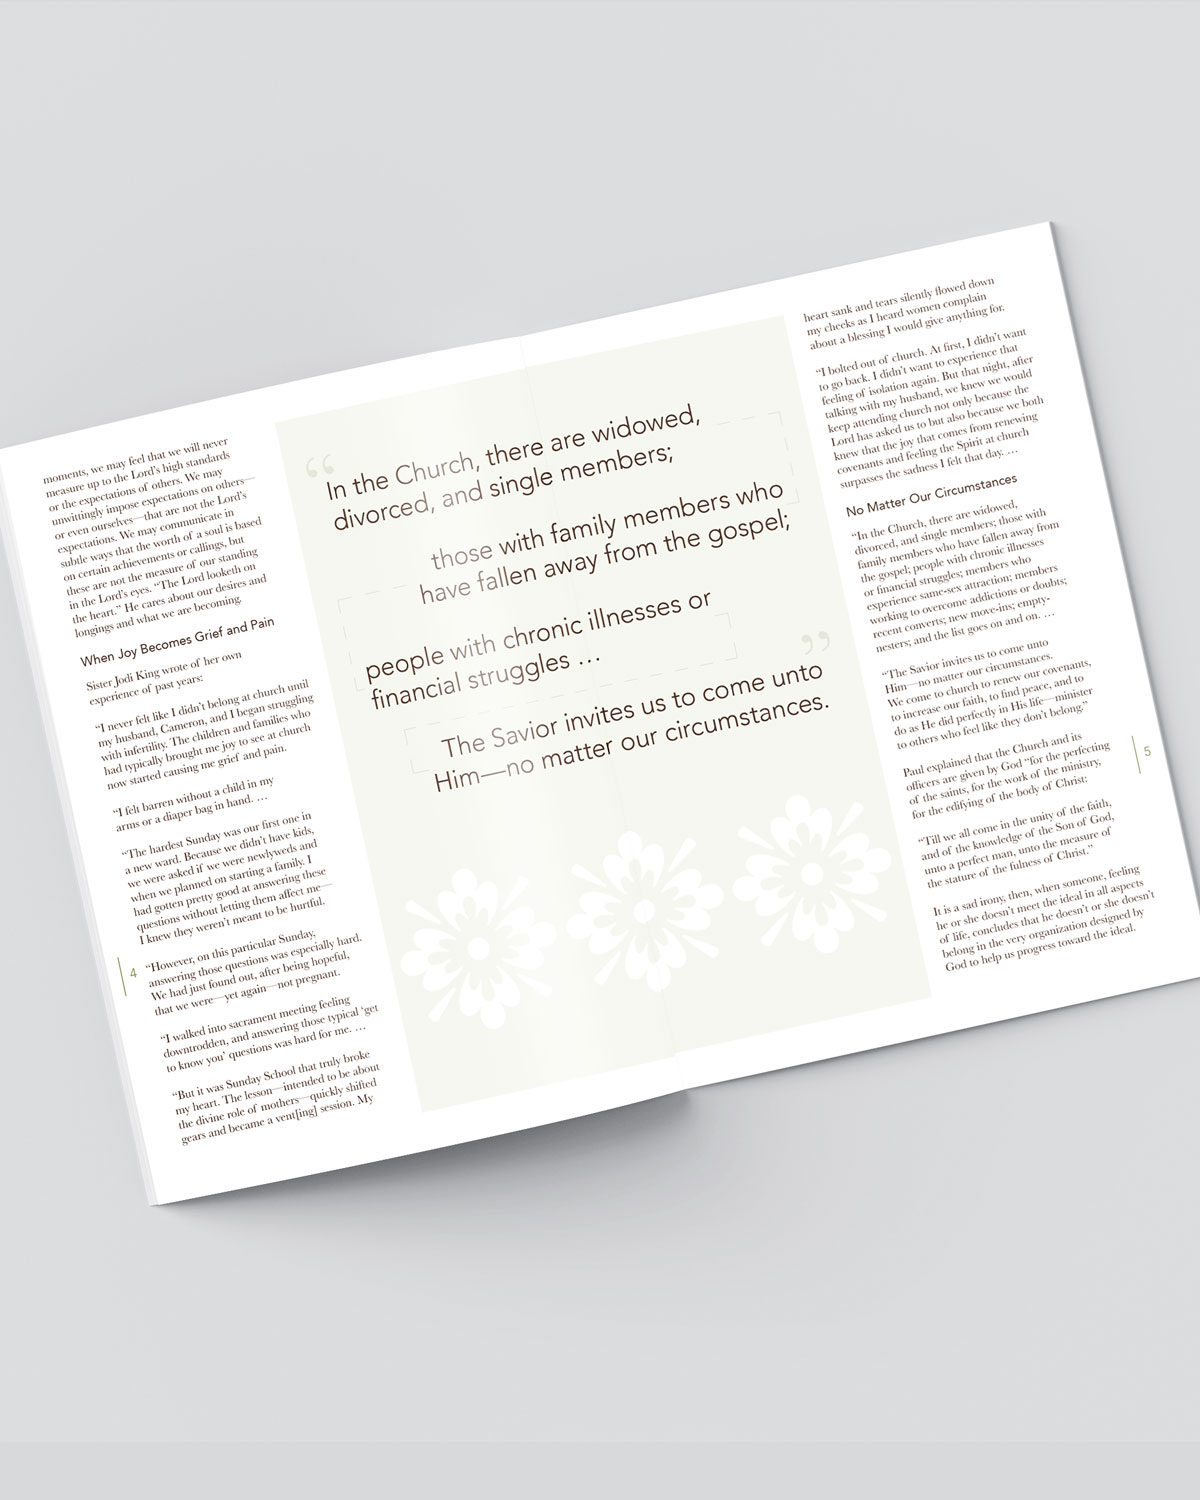 moments, we may feel that we will never
measure up to the Lord's high standards
or the expectations of others. We may
unwittingly impose expectations on others—
or even ourselves—that are not the Lord's
expectations. We may communicate in
subtle ways that the worth of a soul is based
on certain achievements or callings, but
these are not the measure of our standing
in the Lord's eyes. “The Lord looketh on
the heart.” He cares about our desires and
longings and what we are becoming.
When Joy Becomes Grief and Pain
Sister Jodi King wrote of her own
experience of past years:
“I never felt like I didn't belong at church until
my husband, Cameron, and I began struggling
with infertility. The children and families who
had typically brought me joy to see at church
now started causing me grief and pain.
“I felt barren without a child in my
arms or a diaper bag in hand. …
“The hardest Sunday was our first one in
a new ward. Because we didn't have kids,
we were asked if we were newlyweds and
when we planned on starting a family. I
had gotten pretty good at answering these
questions without letting them affect me—
I knew they weren't meant to be hurtful.
“However, on this particular Sunday,
answering those questions was especially hard.
We had just found out, after being hopeful,
that we were—yet again—not pregnant.
“I walked into sacrament meeting feeling
downtrodden, and answering those typical ‘get
to know you’ questions was hard for me. …
“But it was Sunday School that truly broke
my heart. The lesson—intended to be about
the divine role of mothers—quickly shifted
gears and became a vent[ing] session. My
4
“
In the Church, there are widowed,
divorced, and single members;
those with family members who
have fallen away from the gospel;
people with chronic illnesses or
financial struggles …
The Savior invites us to come unto
Him—no matter our circumstances.
”
heart sank and tears silently flowed down
my cheeks as I heard women complain
about a blessing I would give anything for.
“I bolted out of church. At first, I didn't want
to go back. I didn't want to experience that
feeling of isolation again. But that night, after
talking with my husband, we knew we would
keep attending church not only because the
Lord has asked us to but also because we both
knew that the joy that comes from renewing
covenants and feeling the Spirit at church
surpasses the sadness I felt that day. …
No Matter Our Circumstances
“In the Church, there are widowed,
divorced, and single members; those with
family members who have fallen away from
the gospel; people with chronic illnesses
or financial struggles; members who
experience same-sex attraction; members
working to overcome addictions or doubts;
recent converts; new move-ins; empty-
nesters; and the list goes on and on. …
“The Savior invites us to come unto
Him—no matter our circumstances.
We come to church to renew our covenants,
to increase our faith, to find peace, and to
do as He did perfectly in His life—minister
to others who feel like they don't belong.”
Paul explained that the Church and its
officers are given by God “for the perfecting
of the saints, for the work of the ministry,
for the edifying of the body of Christ:
“Till we all come in the unity of the faith,
and of the knowledge of the Son of God,
unto a perfect man, unto the measure of
the stature of the fulness of Christ.”
It is a sad irony, then, when someone, feeling
he or she doesn't meet the ideal in all aspects
of life, concludes that he doesn't or she doesn't
belong in the very organization designed by
God to help us progress toward the ideal.
5